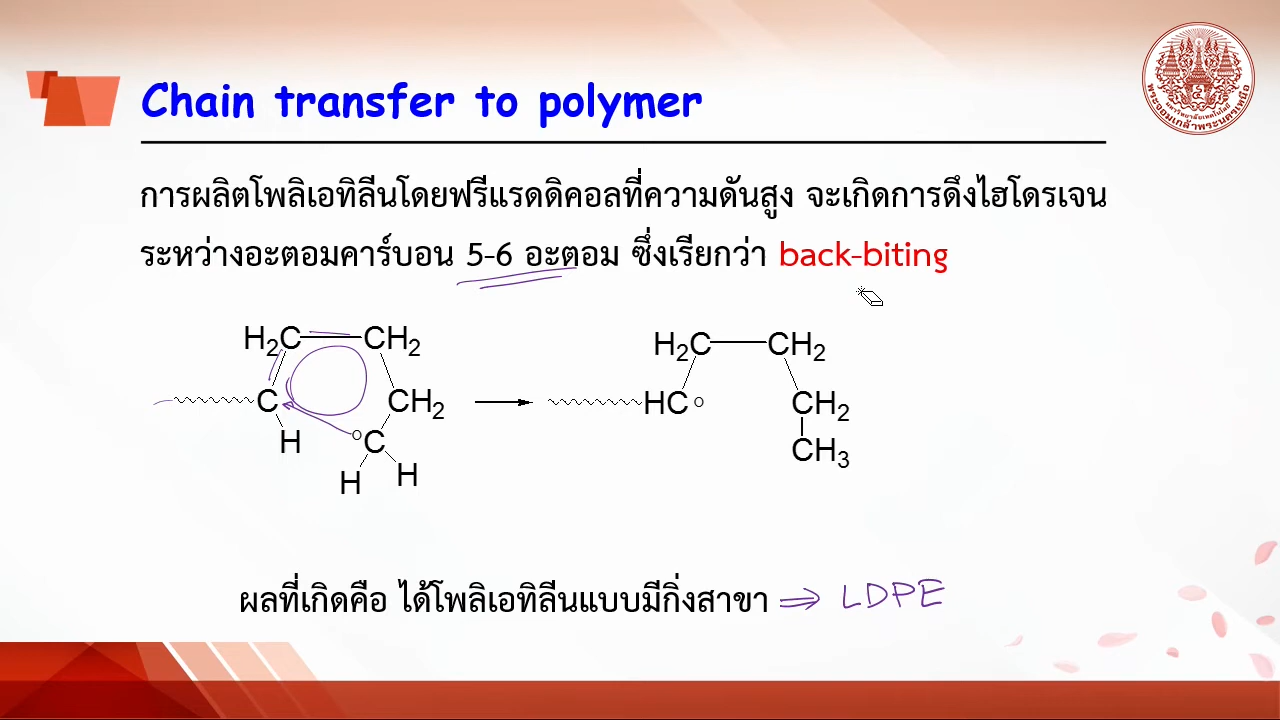 Chain transfer to polymer
การผลิตโพลิเอทิลีนโดยฟรีแรดดิคอลที่ความดันสูง จะเกิดการดึงไฮโดรเจน
ระหว่างอะตอมคาร์บอน 5-6 อะตอม ซึ่งเรียกว่า back-biting
H2C CH2 H2C CH2
C CH2 HC CH2
H C CH3
H H
ผลที่เกิดคือ ได้โพลิเอทิลีนแบบมีกิ่งสาขา ⇒ LDPE